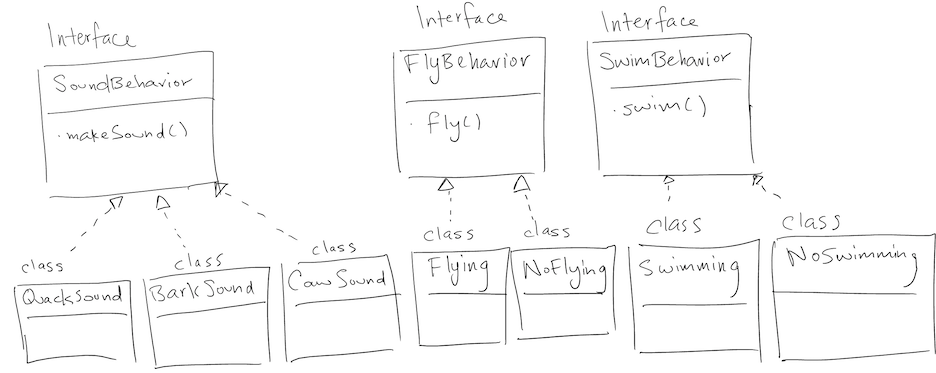 Interface
SoundBehavior
· makeSound()
Interface
FlyBehavior
· fly()
Interface
SwimBehavior
· swim()
class
QuackSound
class
BarkSound
class
CawSound
class
Flying
class
NoFlying
class
Swimming
class
NoSwimming